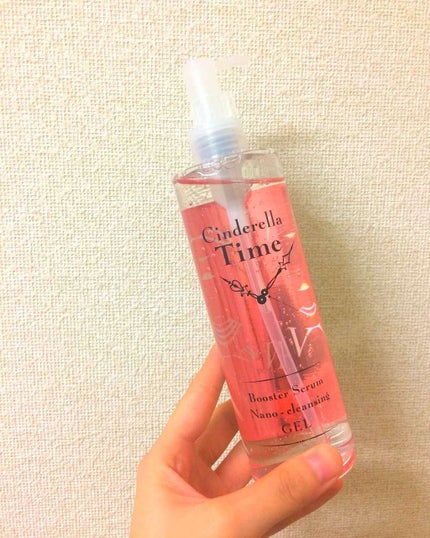 Cinderella
Time
Booster Serum
Nano-cleansing
GEL